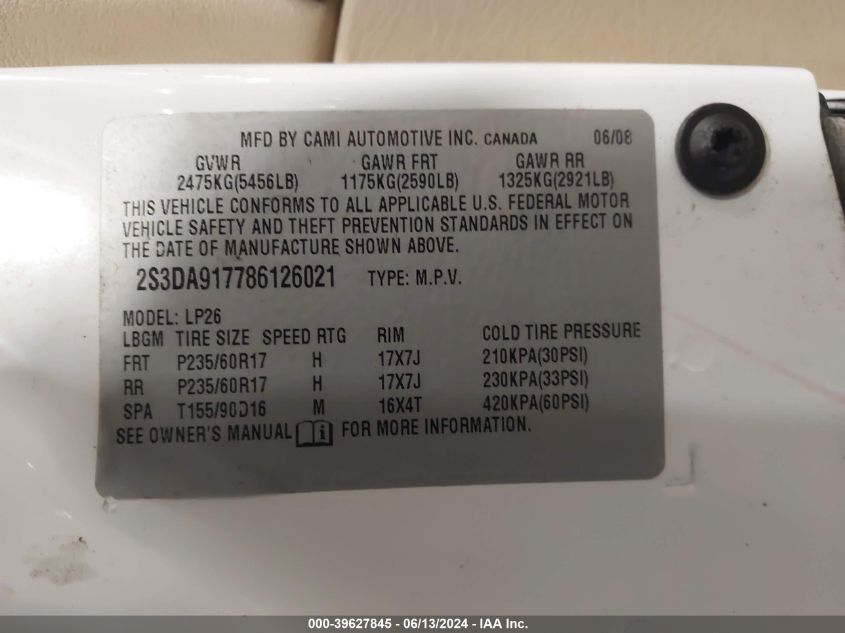 MFD BY CAMI AUTOMOTIVE INC. CANADA 06/08
GVWR GAWR FRT GAWR RR
2475KG(5456LB) 1175KG(2590LB) 1325KG(2921LB)
THIS VEHICLE CONFORMS TO ALL APPLICABLE U.S. FEDERAL MOTOR
VEHICLE SAFETY AND THEFT PREVENTION STANDARDS IN EFFECT ON
THE DATE OF MANUFACTURE SHOWN ABOVE.
2S3DA917786126021 TYPE: M.P.V.
MODEL: LP26
LBGM TIRE SIZE SPEED RTG RIM COLD TIRE PRESSURE
FRT P235/60R17 H 17X7J 210KPA(30PSI)
RR P235/60R17 H 17X7J 230KPA(33PSI)
SPA T155/90D16 M 16X4T 420KPA(60PSI)
SEE OWNER'S MANUAL FOR MORE INFORMATION.
000-39627845 - 06/13/2024 - IAA Inc.